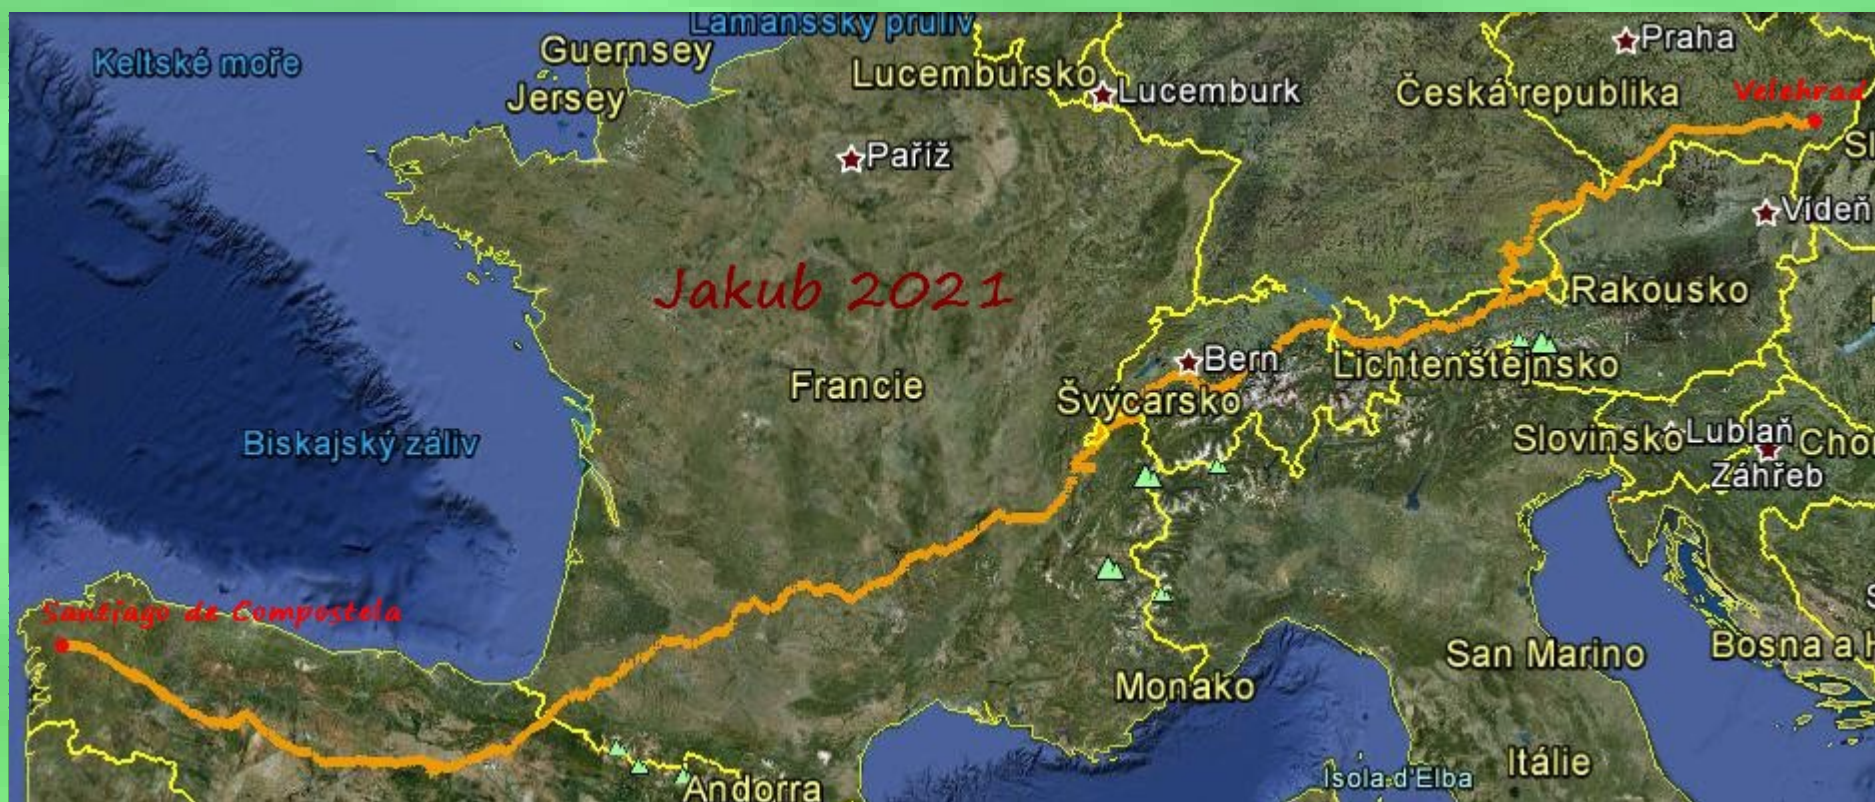 Lamanšský průliv
Praha
Guernsey
Keltské moře
Lucembursko
Lucemburk
Česká republika
Velehrad
Jersey
Paříž
Vídeň
Jakub 2021
Rakousko
Bern
Lichtenštejnsko
Francie
Švýcarsko
Biskajský záliv
Slovinsko
Lublaň
Záhřeb
Santiago de Compostela
San Marino
Bosna a
Monako
Itálie
Isola d'Elba
Andorra